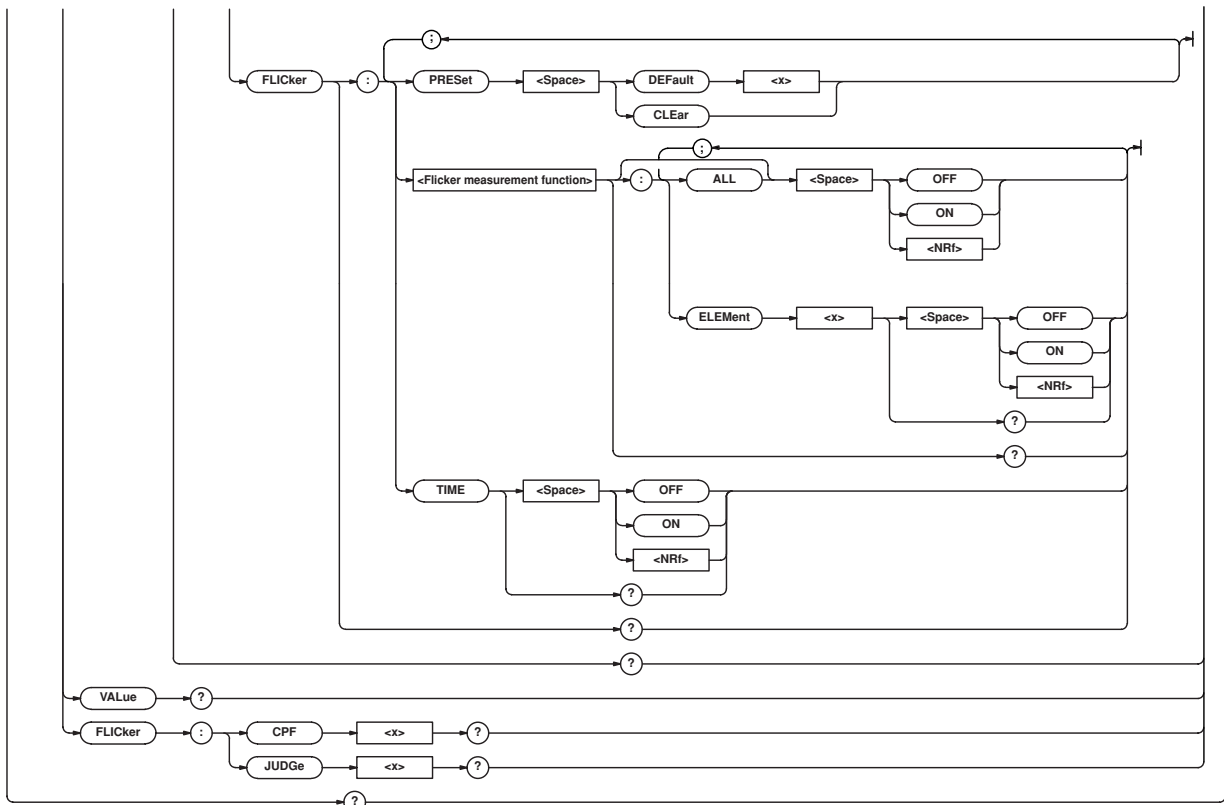 ;
FLICker : PRESet <Space> DEFault <x>
CLEar
;
<Flicker measurement function> : ALL <Space> OFF
ON
<NRf>
ELEMent <x> <Space> OFF
ON
<NRf>
?
?
TIME <Space> OFF
ON
<NRf>
?
?
?
VALue ?
FLICker : CPF <x> ?
JUDGe <x> ?
?